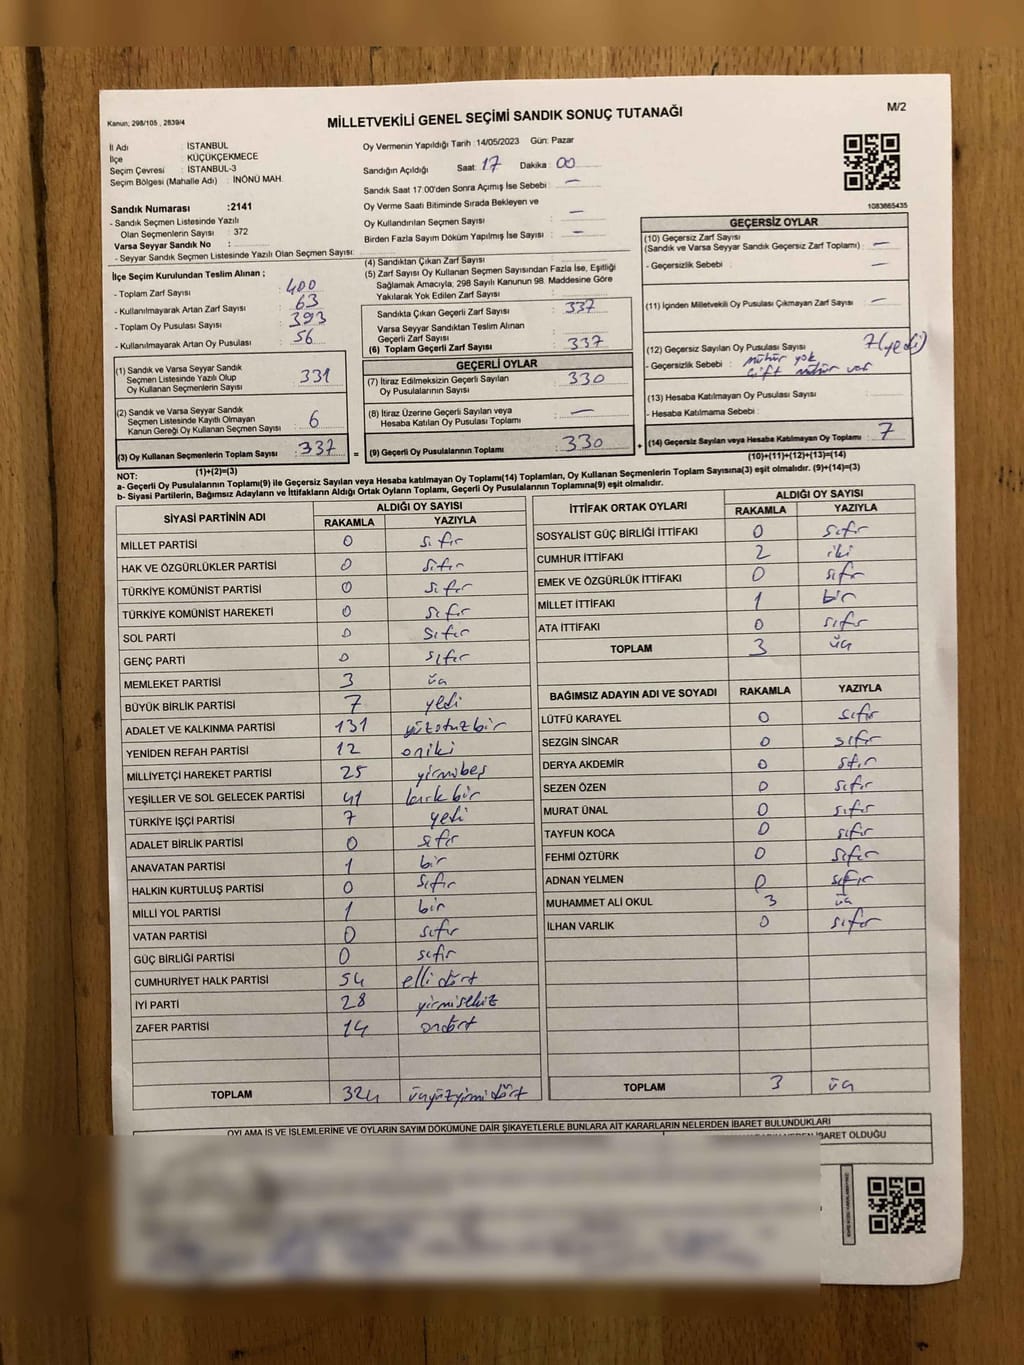 Kanun; 298/105 , 2839/4
MİLLETVEKİLİ GENEL SEÇİMİ SANDIK SONUÇ TUTANAĞI
M/2
İl Adı : İSTANBUL
İlçe : KÜÇÜKÇEKMECE
Seçim Çevresi : İSTANBUL-3
Seçim Bölgesi (Mahalle Adı) : İNÖNÜ MAH.
Sandık Numarası :2141
- Sandık Seçmen Listesinde Yazılı
Olan Seçmenlerin Sayısı : 372
Varsa Seyyar Sandık No :
- Seyyar Sandık Seçmen Listesinde Yazılı Olan Seçmen Sayısı:
Oy Vermenin Yapıldığı Tarih :14/05/2023 Gün: Pazar
Sandığın Açıldığı Saat: 17 Dakika : 00
Sandık Saat 17:00'den Sonra Açımış İse Sebebi : —
Oy Verme Saati Bitiminde Sırada Bekleyen ve
Oy Kullandırılan Seçmen Sayısı : —
Birden Fazla Sayım Döküm Yapılmış İse Sayısı : —
1083665435
İlçe Seçim Kurulundan Teslim Alınan ;
- Toplam Zarf Sayısı : 400
- Kullanılmayarak Artan Zarf Sayısı : 63
- Toplam Oy Pusulası Sayısı : 393
- Kullanılmayarak Artan Oy Pusulası : 56
(1) Sandık ve Varsa Seyyar Sandık
Seçmen Listesinde Yazılı Olup
Oy Kullanan Seçmenlerin Sayısı : 331
(2) Sandık ve Varsa Seyyar Sandık
Seçmen Listesinde Kayıtlı Olmayan
Kanun Gereği Oy Kullanan Seçmen Sayısı : 6
(3) Oy Kullanan Seçmenlerin Toplam Sayısı : 337
(1)+(2)=(3)
(4) Sandıktan Çıkan Zarf Sayısı :
(5) Zarf Sayısı Oy Kullanan Seçmen Sayısından Fazla İse, Eşitliği
Sağlamak Amacıyla, 298 Sayılı Kanunun 98. Maddesine Göre
Yakılarak Yok Edilen Zarf Sayısı :
Sandıkta Çıkan Geçerli Zarf Sayısı : 337
Varsa Seyyar Sandıktan Teslim Alınan
Geçerli Zarf Sayısı :
(6) Toplam Geçerli Zarf Sayısı : 337
GEÇERLİ OYLAR
(7) İtiraz Edilmeksizin Geçerli Sayılan
Oy Pusulalarının Sayısı : 330
(8) İtiraz Üzerine Geçerli Sayılan veya
Hesaba Katılan Oy Pusulası Toplamı : —
= (9) Geçerli Oy Pusulalarının Toplamı : 330
GEÇERSİZ OYLAR
(10) Geçersiz Zarf Sayısı
(Sandık ve Varsa Seyyar Sandık Geçersiz Zarf Toplamı) : —
- Geçersizlik Sebebi : —
(11) İçinden Milletvekili Oy Pusulası Çıkmayan Zarf Sayısı : —
(12) Geçersiz Sayılan Oy Pusulası Sayısı : 7(yedi)
- Geçersizlik Sebebi : mühür yok
Çift mühür var
(13) Hesaba Katılmayan Oy Pusulası Sayısı :
- Hesaba Katılmama Sebebi :
+ (14) Geçersiz Sayılan veya Hesaba Katılmayan Oy Toplamı : 7
(10)+(11)+(12)+(13)=(14)
NOT:
a- Geçerli Oy Pusulalarının Toplamı(9) ile Geçersiz Sayılan veya Hesaba katılmayan Oy Toplamı(14) Toplamları, Oy Kullanan Seçmenlerin Toplam Sayısına(3) eşit olmalıdır. (9)+(14)=(3)
b- Siyasi Partilerin, Bağımsız Adayların ve İttifakların Aldığı Ortak Oyların Toplamı, Geçerli Oy Pusulalarının Toplamına(9) eşit olmalıdır.
SİYASİ PARTİNİN ADI ALDIĞI OY SAYISI
RAKAMLA YAZIYLA
MİLLET PARTİSİ 0 sıfır
HAK VE ÖZGÜRLÜKLER PARTİSİ 0 sıfır
TÜRKİYE KOMÜNİST PARTİSİ 0 sıfır
TÜRKİYE KOMÜNİST HAREKETİ 0 sıfır
SOL PARTİ 0 sıfır
GENÇ PARTİ 0 sıfır
MEMLEKET PARTİSİ 3 üç
BÜYÜK BİRLİK PARTİSİ 7 yedi
ADALET VE KALKINMA PARTİSİ 131 yüzotuzbir
YENİDEN REFAH PARTİSİ 12 oniki
MİLLİYETÇİ HAREKET PARTİSİ 25 yirmibeş
YEŞİLLER VE SOL GELECEK PARTİSİ 41 kırk bir
TÜRKİYE İŞÇİ PARTİSİ 7 yedi
ADALET BİRLİK PARTİSİ 0 sıfır
ANAVATAN PARTİSİ 1 bir
HALKIN KURTULUŞ PARTİSİ 0 sıfır
MİLLİ YOL PARTİSİ 1 bir
VATAN PARTİSİ 0 sıfır
GÜÇ BİRLİĞİ PARTİSİ 0 sıfır
CUMHURİYET HALK PARTİSİ 54 elli dört
İYİ PARTİ 28 yirmisekiz
ZAFER PARTİSİ 14 ondört
TOPLAM 324 üçyüzyirmi dört
İTTİFAK ORTAK OYLARI ALDIĞI OY SAYISI
RAKAMLA YAZIYLA
SOSYALİST GÜÇ BİRLİĞİ İTTİFAKI 0 sıfır
CUMHUR İTTİFAKI 2 iki
EMEK VE ÖZGÜRLÜK İTTİFAKI 0 sıfır
MİLLET İTTİFAKI 1 bir
ATA İTTİFAKI 0 sıfır
TOPLAM 3 üç
BAĞIMSIZ ADAYIN ADI VE SOYADI RAKAMLA YAZIYLA
LÜTFÜ KARAYEL 0 sıfır
SEZGİN SİNCAR 0 sıfır
DERYA AKDEMİR 0 sıfır
SEZEN ÖZEN 0 sıfır
MURAT ÜNAL 0 sıfır
TAYFUN KOCA 0 sıfır
FEHMİ ÖZTÜRK 0 sıfır
ADNAN YELMEN 0 sıfır
MUHAMMET ALİ OKUL 3 üç
İLHAN VARLIK 0 sıfır
TOPLAM 3 üç
OYLAMA İŞ VE İŞLEMLERİNE VE OYLARIN SAYIM DÖKÜMÜNE DAİR ŞİKAYETLERLE BUNLARA AİT KARARLARIN NELERDEN İBARET BULUNDUKLARI
İBARET OLDUĞU